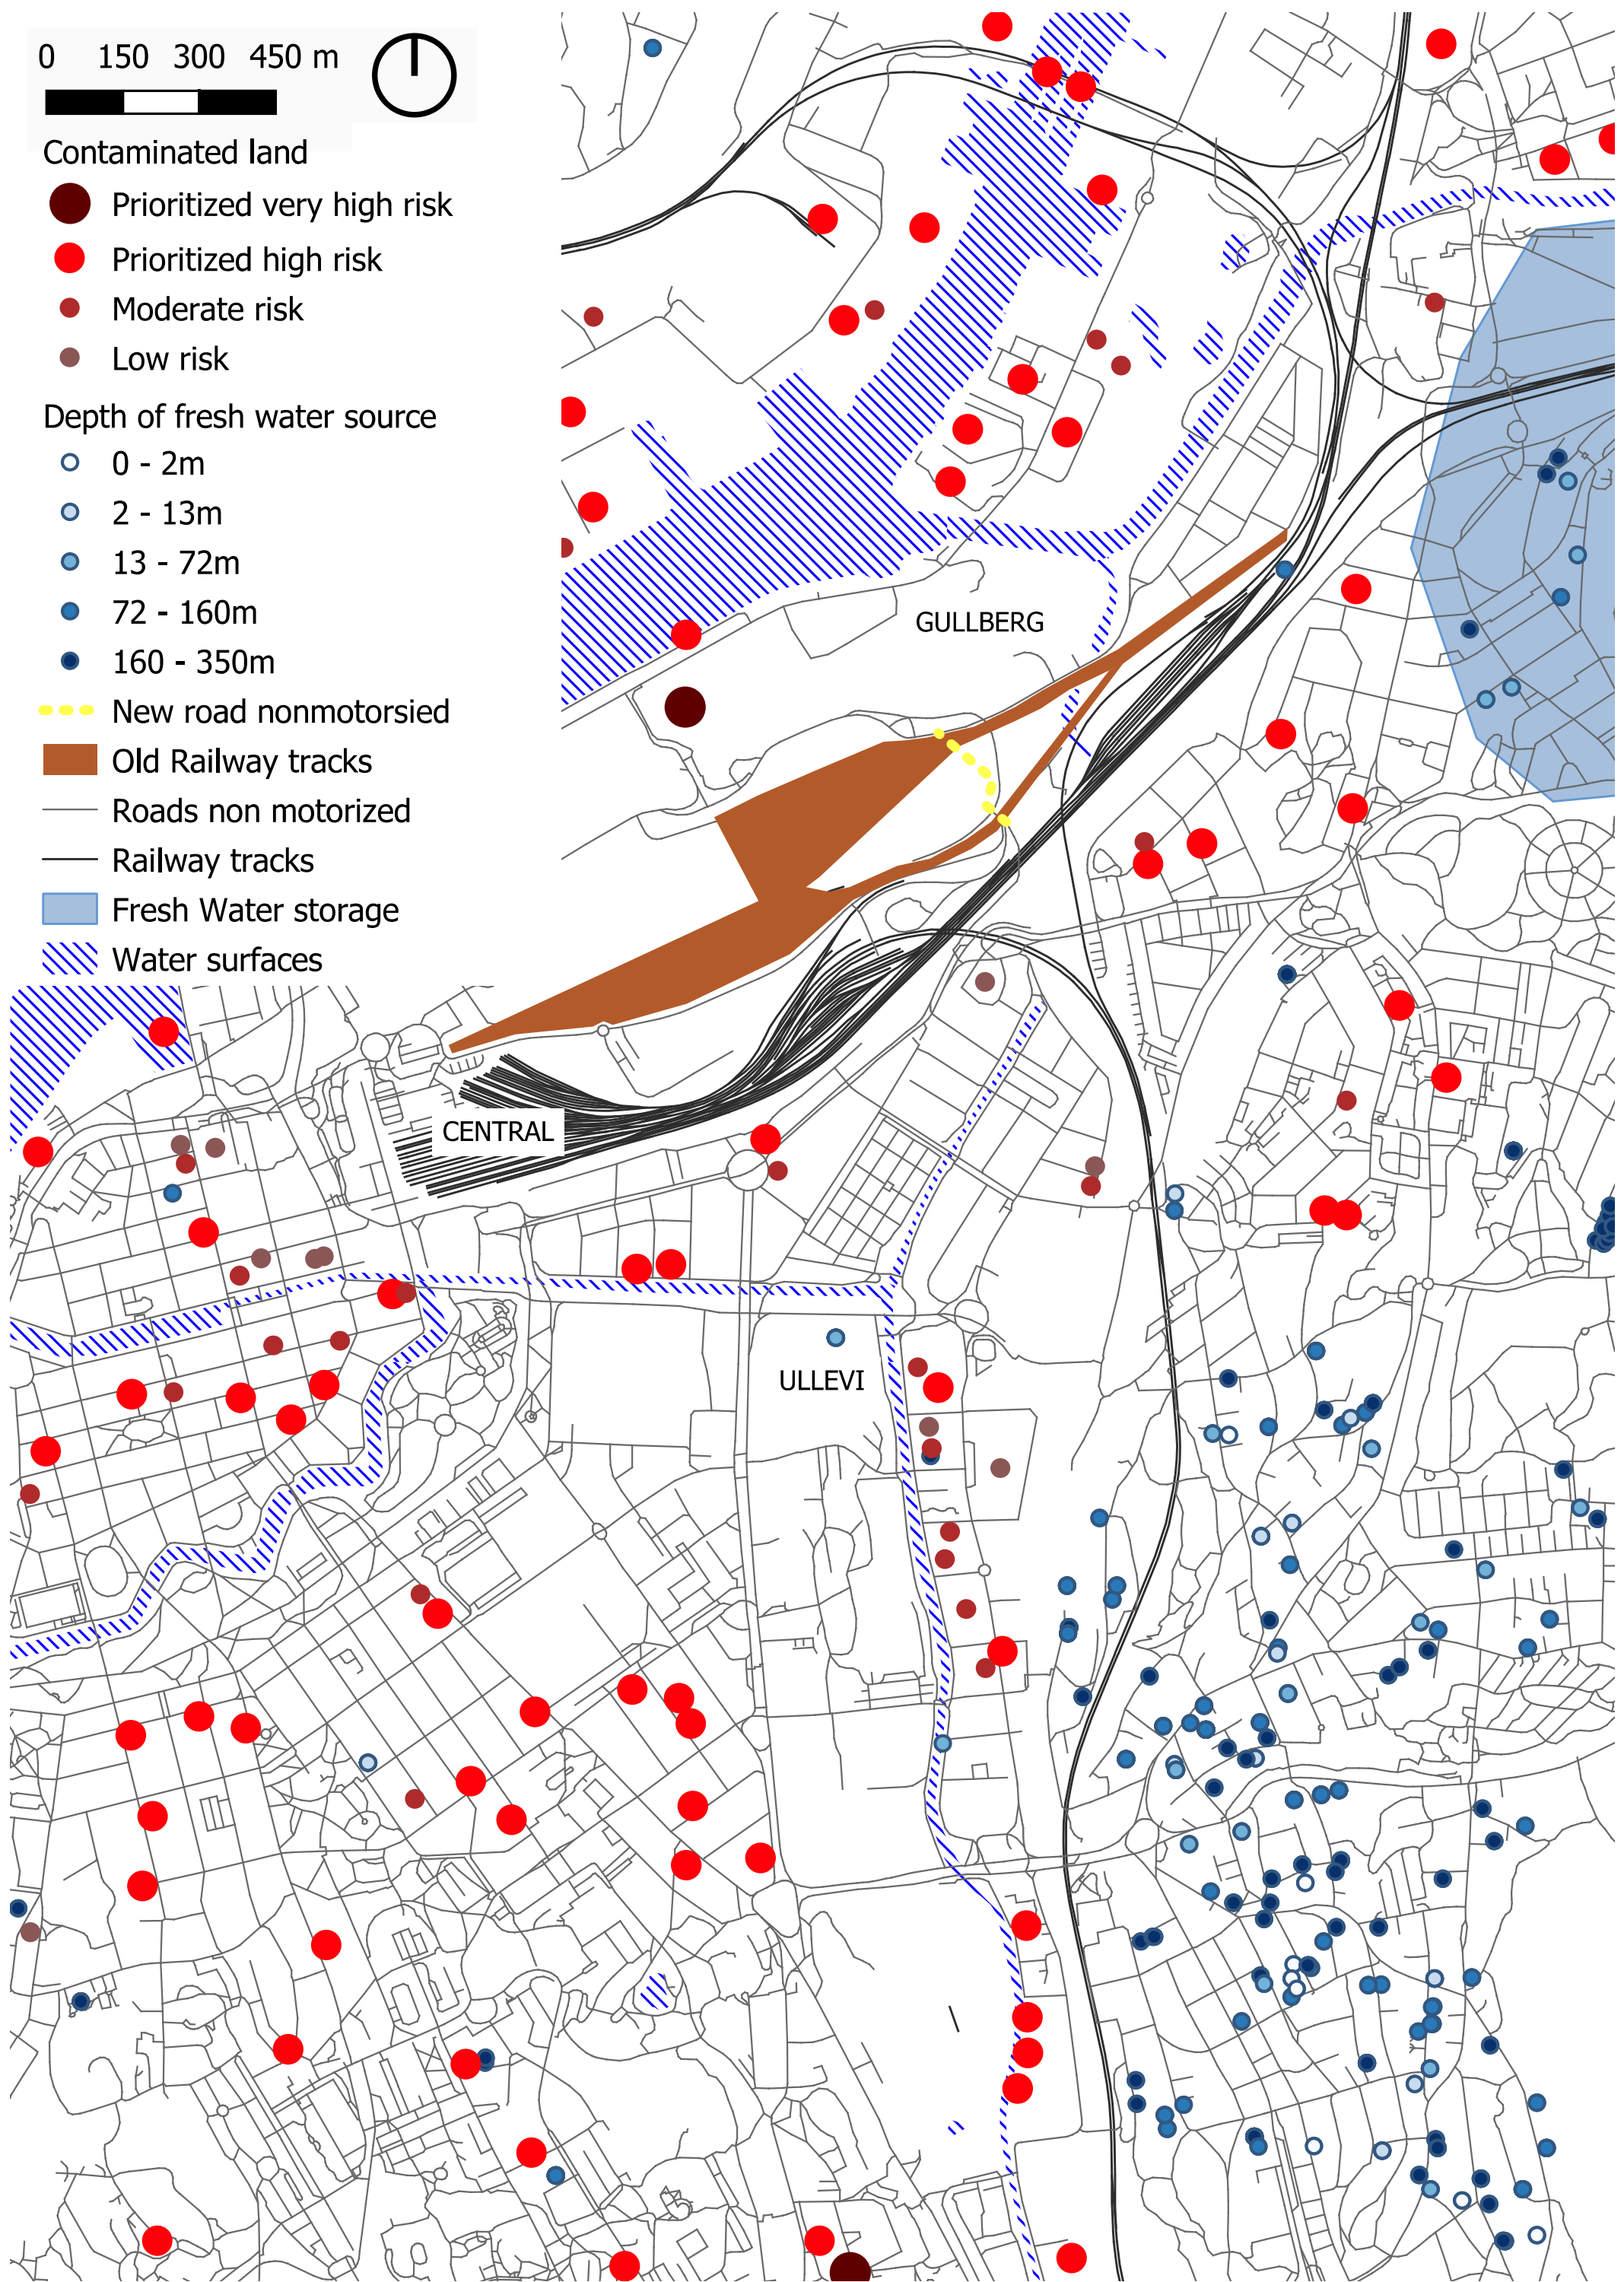 0 150 300 450 m
Contaminated land
Prioritized very high risk
Prioritized high risk
Moderate risk
Low risk
Depth of fresh water source
0 - 2m
2 - 13m
13 - 72m
72 - 160m
160 - 350m
New road nonmotorsied
Old Railway tracks
Roads non motorized
Railway tracks
Fresh Water storage
Water surfaces
GULLBERG
CENTRAL
ULLEVI